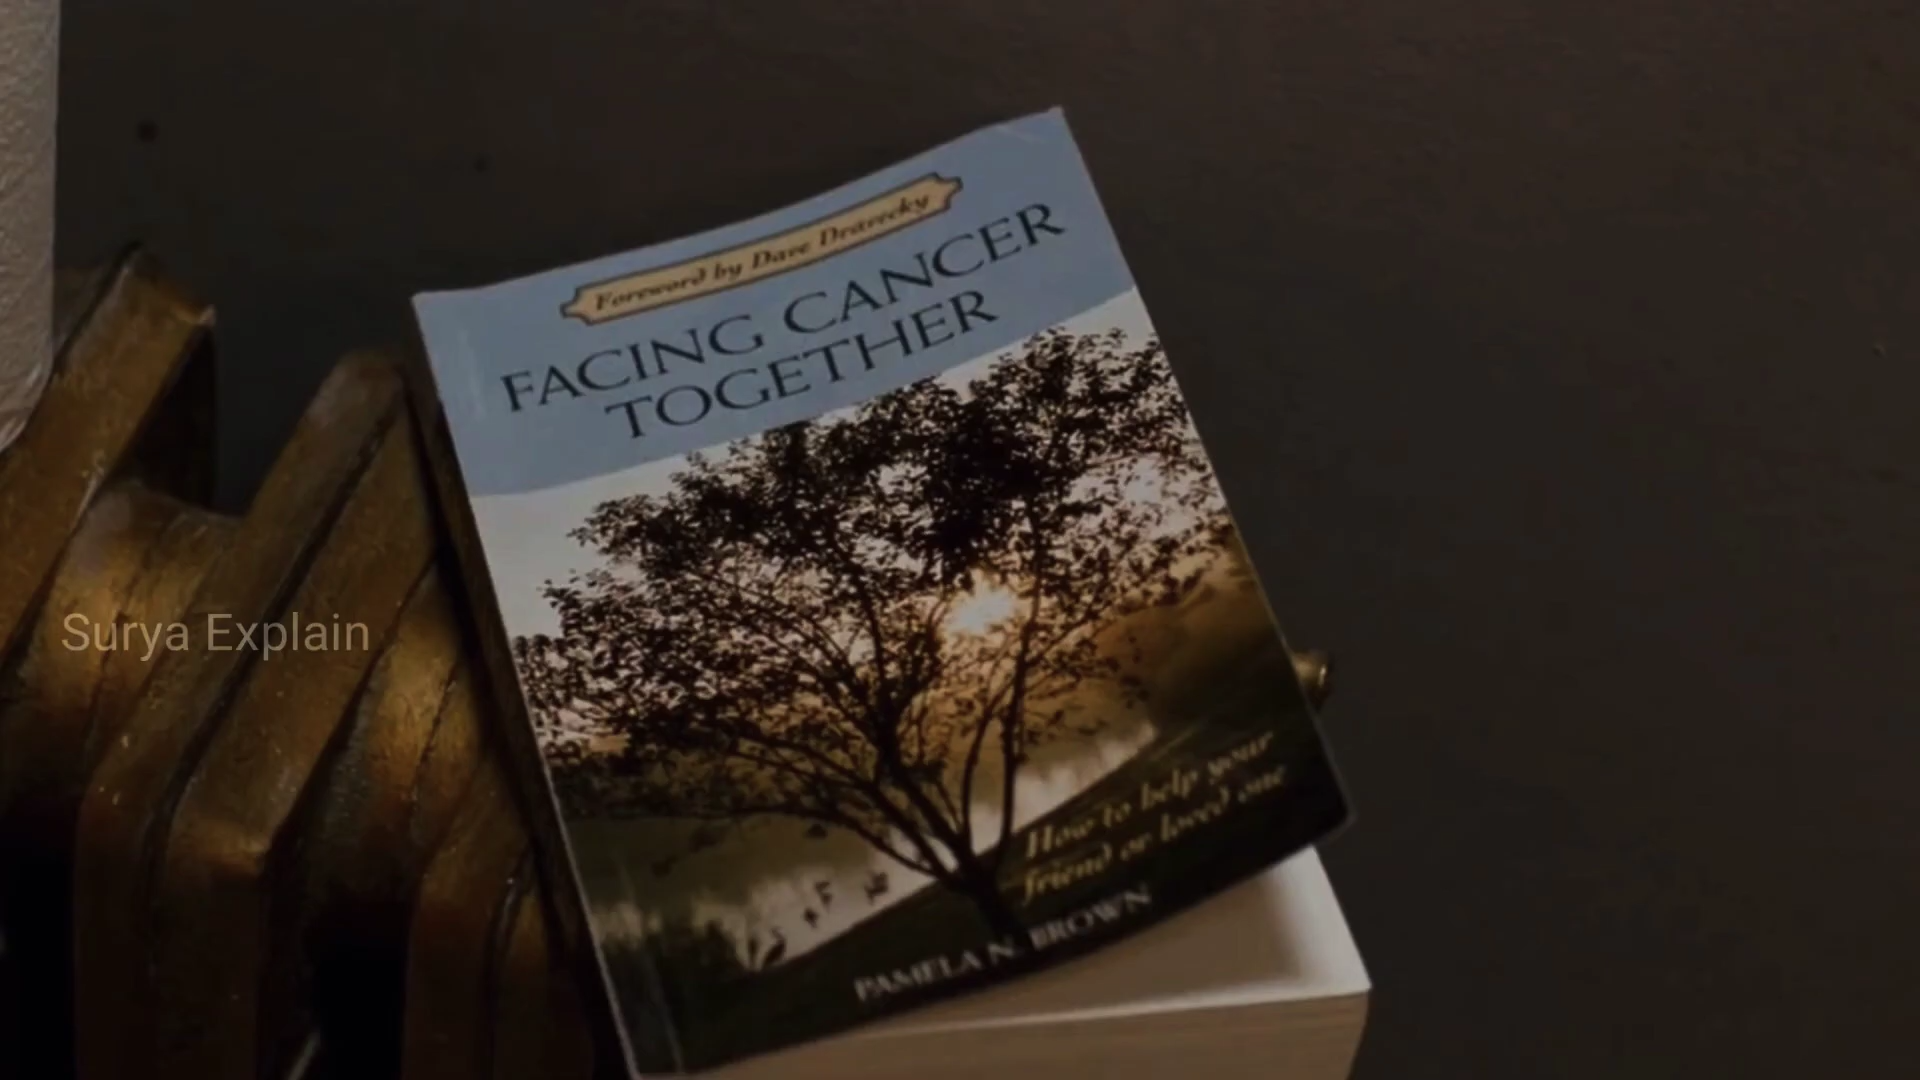 Foreword by Dave Dravecky
FACING CANCER
TOGETHER
Surya Explain
How to help your
friend or loved one
PAMELA N. BROWN